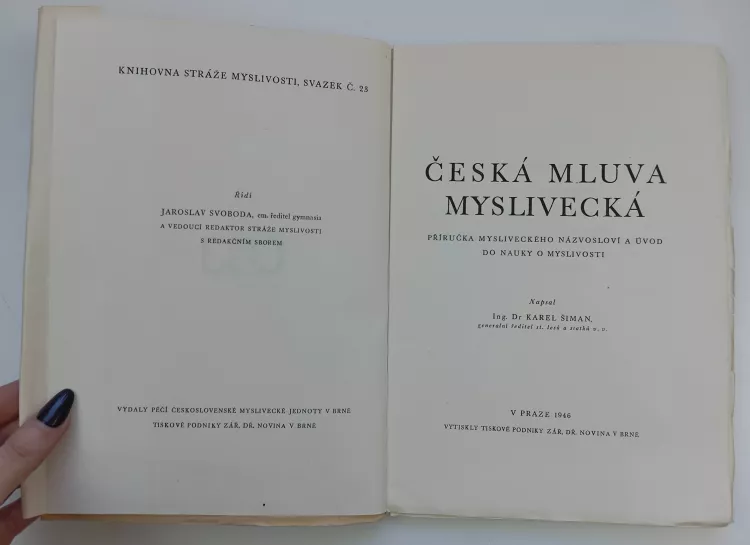 KNIHOVNA STRÁŽE MYSLIVOSTI, SVAZEK Č. 23
Řídí
JAROSLAV SVOBODA, em. ředitel gymnasia
A VEDOUCÍ REDAKTOR STRÁŽE MYSLIVOSTI
S REDAKČNÍM SBOREM
VYDALY PÉČÍ ČESKOSLOVENSKÉ MYSLIVECKÉ JEDNOTY V BRNĚ
TISKOVÉ PODNIKY ZÁŘ. DŘ. NOVINA V BRNĚ
ČESKÁ MLUVA
MYSLIVECKÁ
PŘÍRUČKA MYSLIVECKÉHO NÁZVOSLOVÍ A ÚVOD
DO NAUKY O MYSLIVOSTI
Napsal
Ing. Dr KAREL ŠIMAN,
generální ředitel st. lesů a statků v. v.
V PRAZE 1946
VYTISKLY TISKOVÉ PODNIKY ZÁŘ. DŘ. NOVINA V BRNĚ